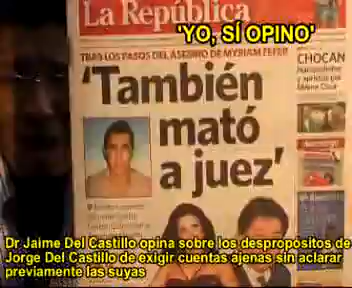 La República
'YO, SÍ OPINO'
TRAS LOS PASOS DEL ASESINO DE MYRIAM FEFER
'También
mató
a juez'
CHOCAN
Dr Jaime Del Castillo opina sobre los despropósitos de
Jorge Del Castillo de exigir cuentas ajenas sin aclarar
previamente las suyas